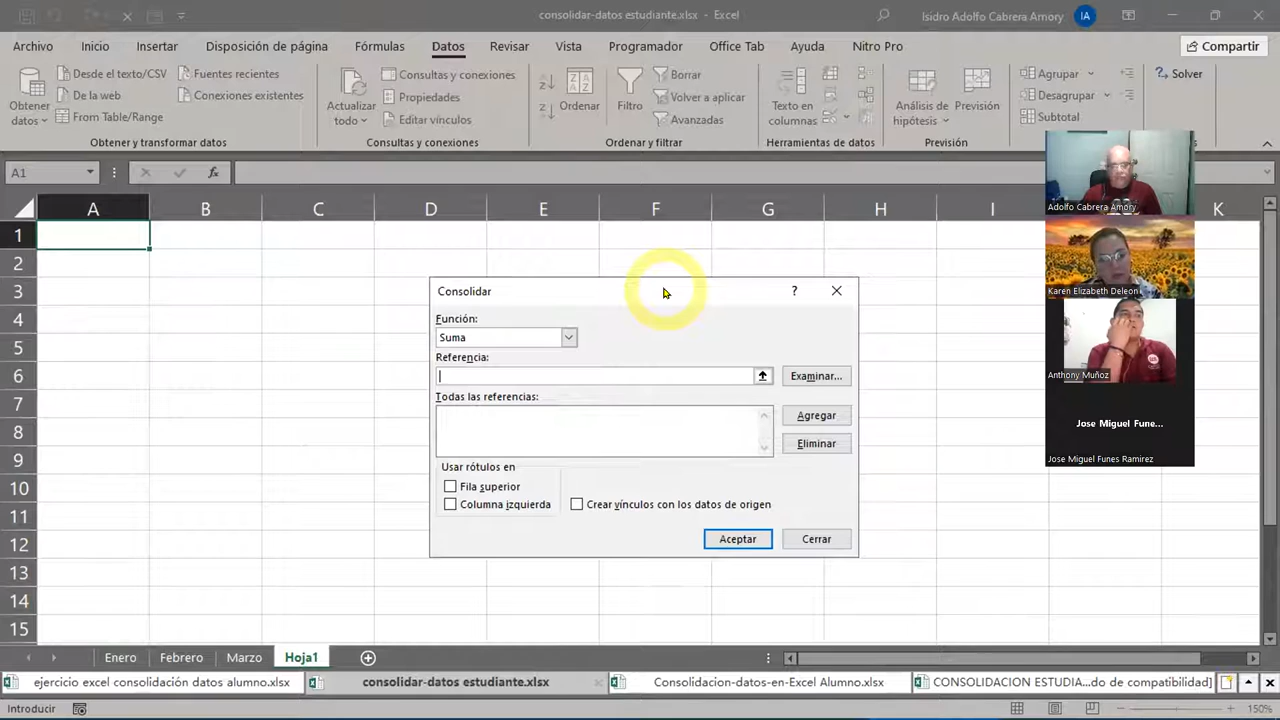 consolidar-datos estudiante.xlsx - Excel
Isidro Adolfo Cabrera Amory
IA
Archivo
Inicio
Insertar
Disposición de página
Fórmulas
Datos
Revisar
Vista
Programador
Office Tab
Ayuda
Nitro Pro
Compartir
Obtener datos
Desde el texto/CSV
De la web
From Table/Range
Fuentes recientes
Conexiones existentes
Obtener y transformar datos
Actualizar todo
Consultas y conexiones
Propiedades
Editar vínculos
Consultas y conexiones
Ordenar
Filtro
Borrar
Volver a aplicar
Avanzadas
Ordenar y filtrar
Texto en columnas
Herramientas de datos
Análisis de hipótesis
Previsión
Previsión
Agrupar
Desagrupar
Subtotal
Solver
A1
fx
A B C D E F G H I K
1
2
3
4
5
6
7
8
9
10
11
12
13
14
15
Consolidar
?
Función:
Suma
Referencia:
Examinar...
Todas las referencias:
Agregar
Eliminar
Usar rótulos en
Fila superior
Columna izquierda
Crear vínculos con los datos de origen
Aceptar
Cerrar
Adolfo Cabrera Amory
Karen Elizabeth Deleon
Anthony Muñoz
Jose Miguel Fune...
Jose Miguel Funes Ramirez
Enero
Febrero
Marzo
Hoja1
ejercicio excel consolidación datos alumno.xlsx
consolidar-datos estudiante.xlsx
Consolidacion-datos-en-Excel Alumno.xlsx
CONSOLIDACION ESTUDIA...do de compatibilidad]
Introducir
150%